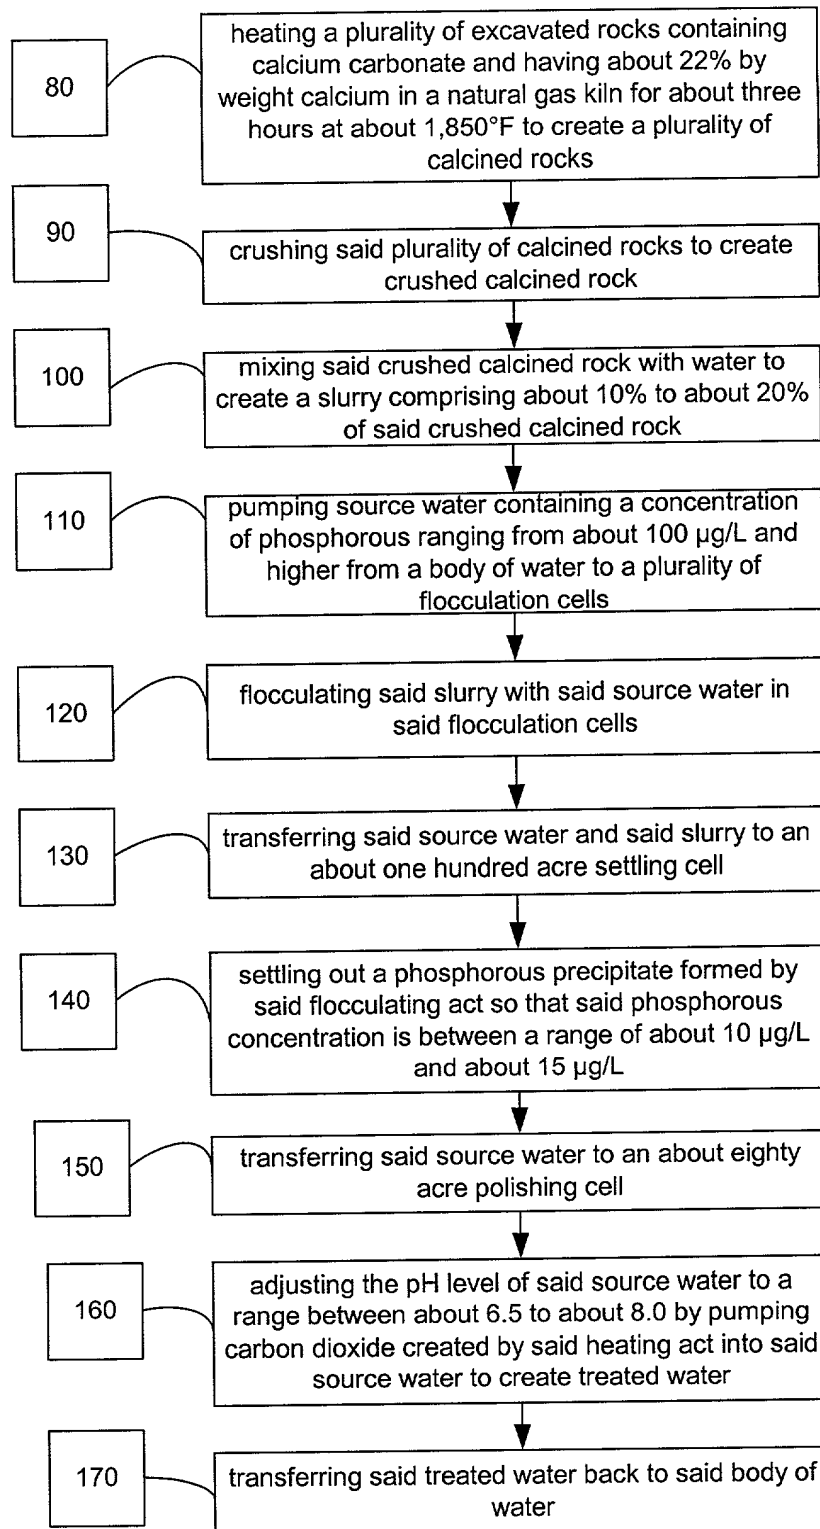 80
heating a plurality of excavated rocks containing
calcium carbonate and having about 22% by
weight calcium in a natural gas kiln for about three
hours at about 1,850°F to create a plurality of
calcined rocks
90
crushing said plurality of calcined rocks to create
crushed calcined rock
100
mixing said crushed calcined rock with water to
create a slurry comprising about 10% to about 20%
of said crushed calcined rock
110
pumping source water containing a concentration
of phosphorous ranging from about 100 µg/L and
higher from a body of water to a plurality of
flocculation cells
120
flocculating said slurry with said source water in
said flocculation cells
130
transferring said source water and said slurry to an
about one hundred acre settling cell
140
settling out a phosphorous precipitate formed by
said flocculating act so that said phosphorous
concentration is between a range of about 10 µg/L
and about 15 µg/L
150
transferring said source water to an about eighty
acre polishing cell
160
adjusting the pH level of said source water to a
range between about 6.5 to about 8.0 by pumping
carbon dioxide created by said heating act into said
source water to create treated water
170
transferring said treated water back to said body of
water